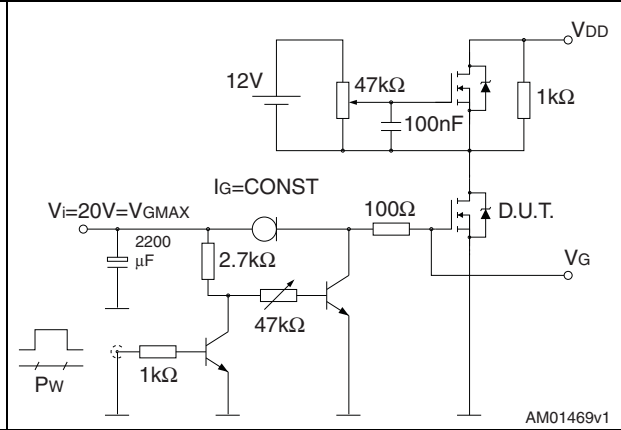 VDD
12V
47kΩ
1kΩ
100nF
IG=CONST
Vi=20V=VGMAX
100Ω
D.U.T.
2200
μF
2.7kΩ
VG
47kΩ
1kΩ
PW
AM01469v1